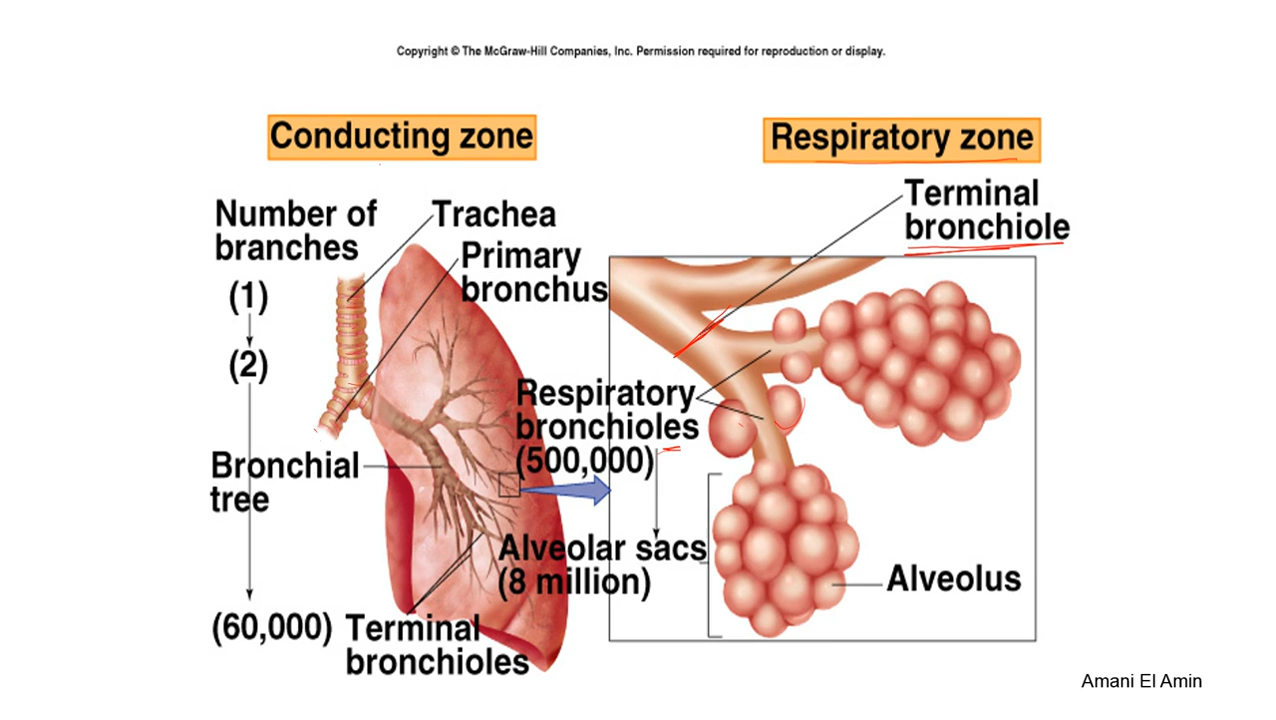 Copyright © The McGraw-Hill Companies, Inc. Permission required for reproduction or display.
Conducting zone
Number of
branches
(1)
(2)
(60,000)
Trachea
Primary
bronchus
Bronchial
tree
Terminal
bronchioles
Respiratory zone
Terminal
bronchiole
Respiratory
bronchioles
(500,000)
Alveolar sacs
(8 million)
Alveolus
Amani El Amin